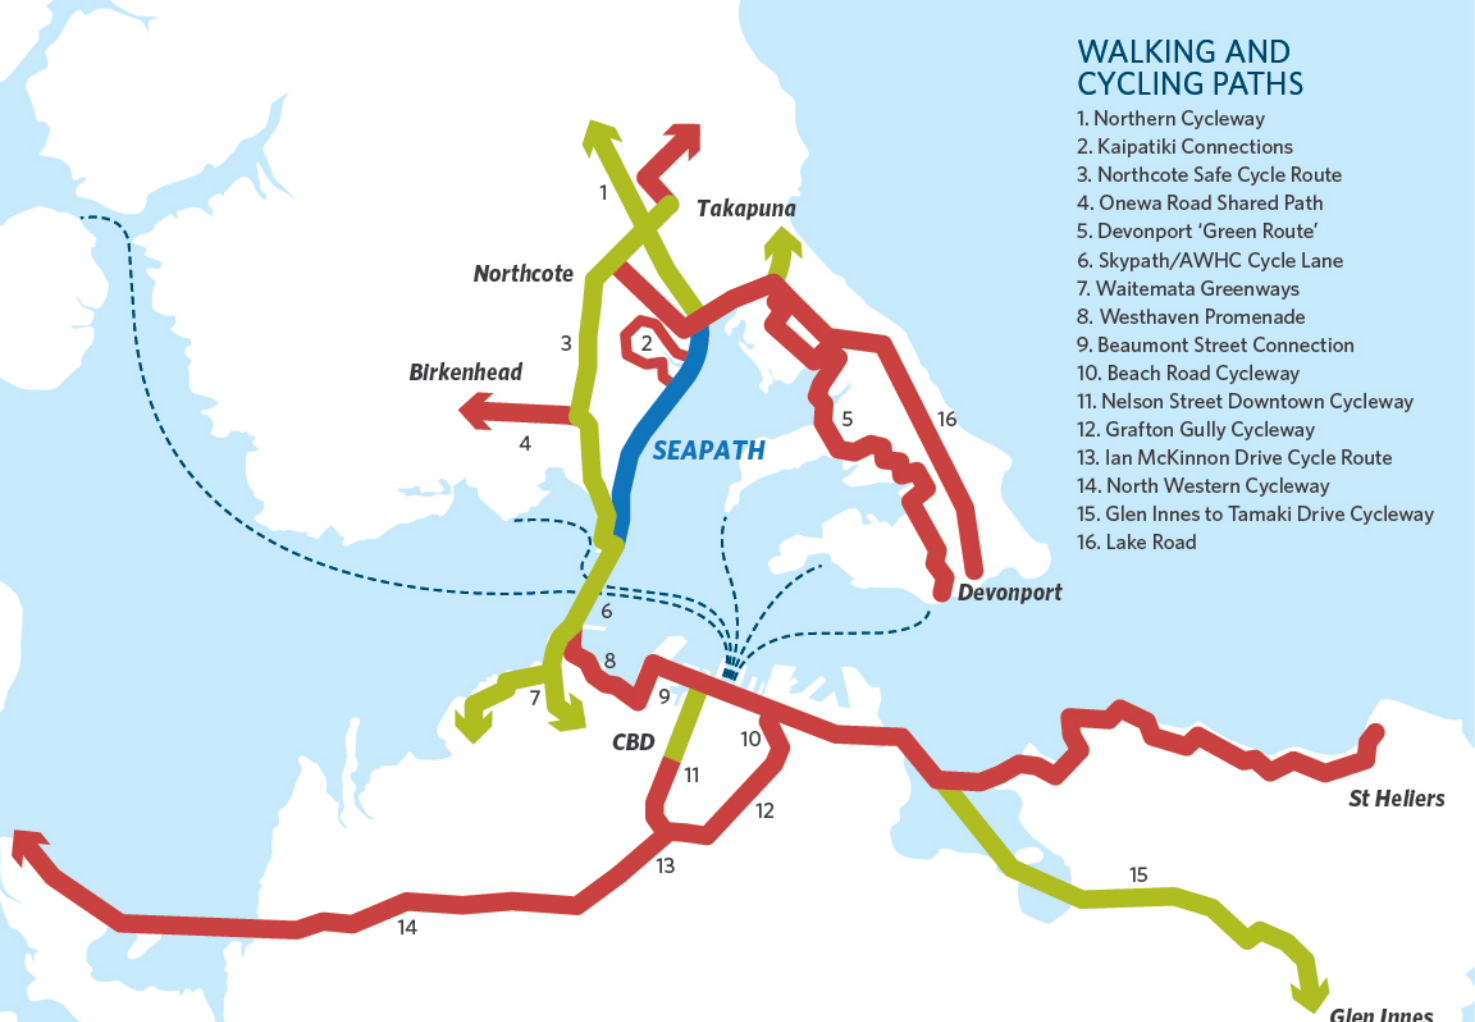 WALKING AND
CYCLING PATHS
1. Northern Cycleway
2. Kaipatiki Connections
3. Northcote Safe Cycle Route
4. Onewa Road Shared Path
5. Devonport ‘Green Route’
6. Skypath/AWHC Cycle Lane
7. Waitemata Greenways
8. Westhaven Promenade
9. Beaumont Street Connection
10. Beach Road Cycleway
11. Nelson Street Downtown Cycleway
12. Grafton Gully Cycleway
13. Ian McKinnon Drive Cycle Route
14. North Western Cycleway
15. Glen Innes to Tamaki Drive Cycleway
16. Lake Road
1
Takapuna
Northcote
3
2
Birkenhead
4
SEAPATH
5
16
Devonport
6
8
7
9
CBD
10
11
12
St Heliers
13
15
14
Glen Innes